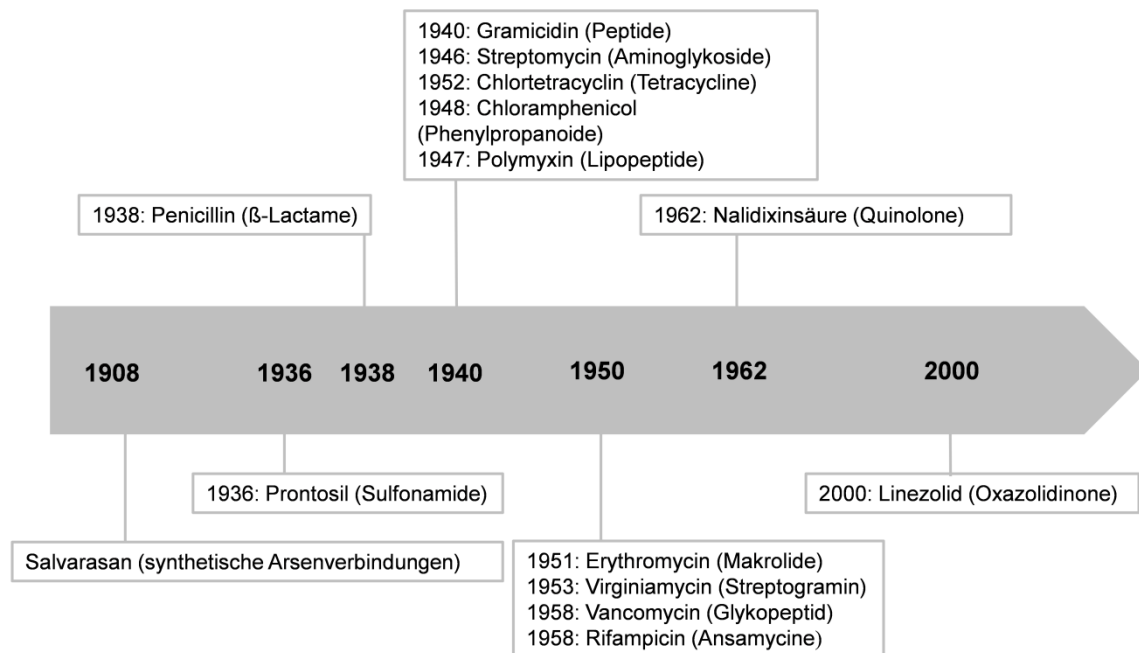 1940: Gramicidin (Peptide)
1946: Streptomycin (Aminoglykoside)
1952: Chlortetracyclin (Tetracycline)
1948: Chloramphenicol
(Phenylpropanoide)
1947: Polymyxin (Lipopeptide)
1938: Penicillin (ß-Lactame)
1962: Nalidixinsäure (Quinolone)
1908
1936
1938
1940
1950
1962
2000
1936: Prontosil (Sulfonamide)
2000: Linezolid (Oxazolidinone)
Salvarasan (synthetische Arsenverbindungen)
1951: Erythromycin (Makrolide)
1953: Virginiamycin (Streptogramin)
1958: Vancomycin (Glykopeptid)
1958: Rifampicin (Ansamycine)